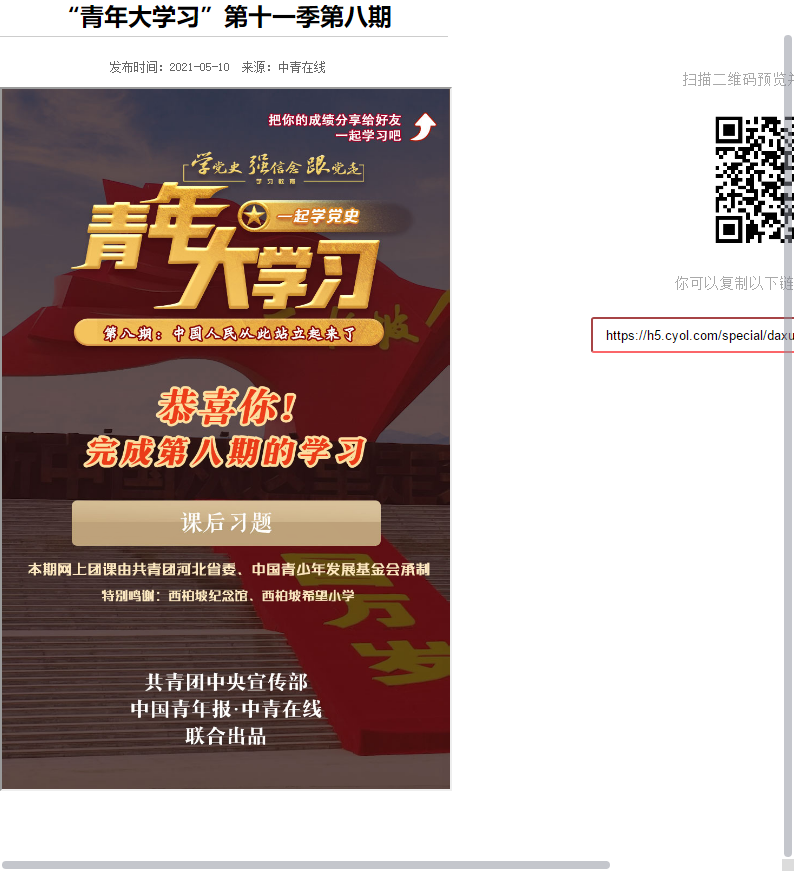 “青年大学习”第十一季第八期
发布时间：2021-05-10 来源：中青在线
扫描二维码预览
把你的成绩分享给好友
一起学习吧
学党史 强信念 跟党走
学习教育
青年大学习
一起学党史
第八期：中国人民从此站立起来了
你可以复制以下链
https://h5.cyol.com/special/daxu
恭喜你！
完成第八期的学习
课后习题
本期网上团课由共青团河北省委、中国青少年发展基金会承制
特别鸣谢：西柏坡纪念馆、西柏坡希望小学
万岁
共青团中央宣传部
中国青年报·中青在线
联合出品